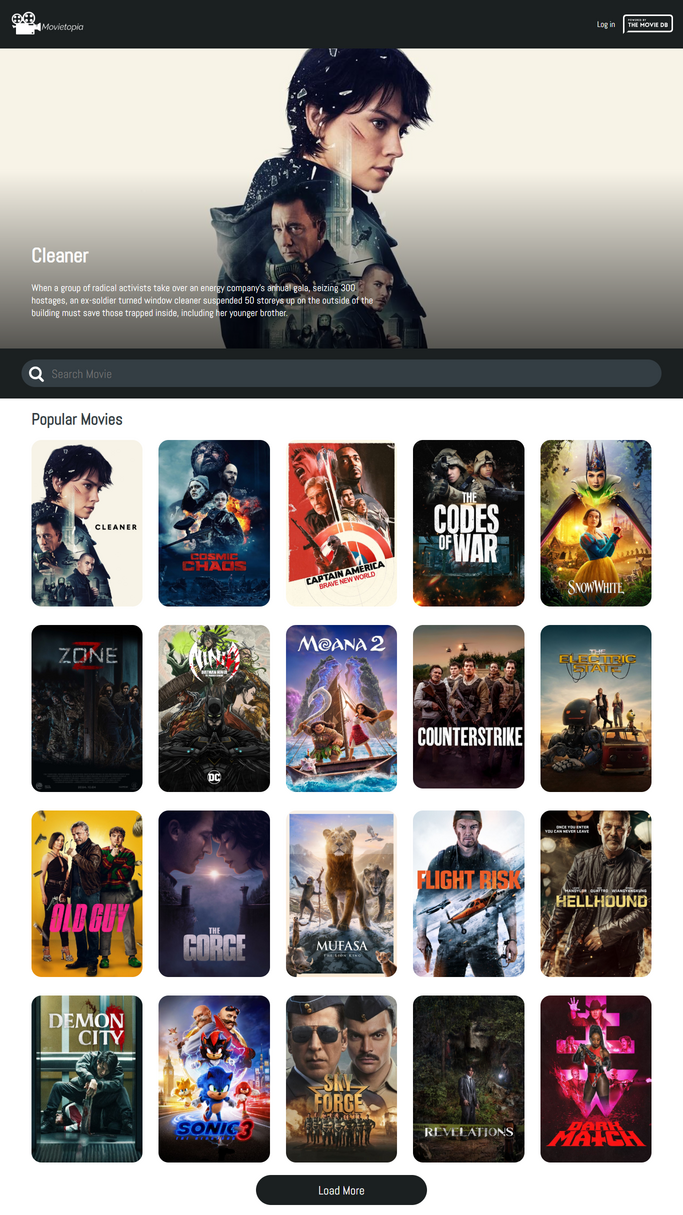 Movietopia
Log in
POWERED BY
THE MOVIE DB
Cleaner
When a group of radical activists take over an energy company's annual gala, seizing 300
hostages, an ex-soldier turned window cleaner suspended 50 storeys up on the outside of the
building must save those trapped inside, including her younger brother.
Search Movie
Popular Movies
CLEANER
COSMIC
CHAOS
CAPTAIN AMERICA
BRAVE NEW WORLD
THE
CODES
OF WAR
SNOW WHITE
Z
ZONE
NINJA
DC
MOANA 2
COUNTERSTRIKE
THE
ELECTRIC
STATE
OLD GUY
THE
GORGE
MUFASA
THE LION KING
FLIGHT RISK
ONCE YOU ENTER
YOU CAN NEVER LEAVE
HELLHOUND
DEMON
CITY
SONIC 3
SKY
FORCE
REVELATIONS
DARK
MATCH
Load More